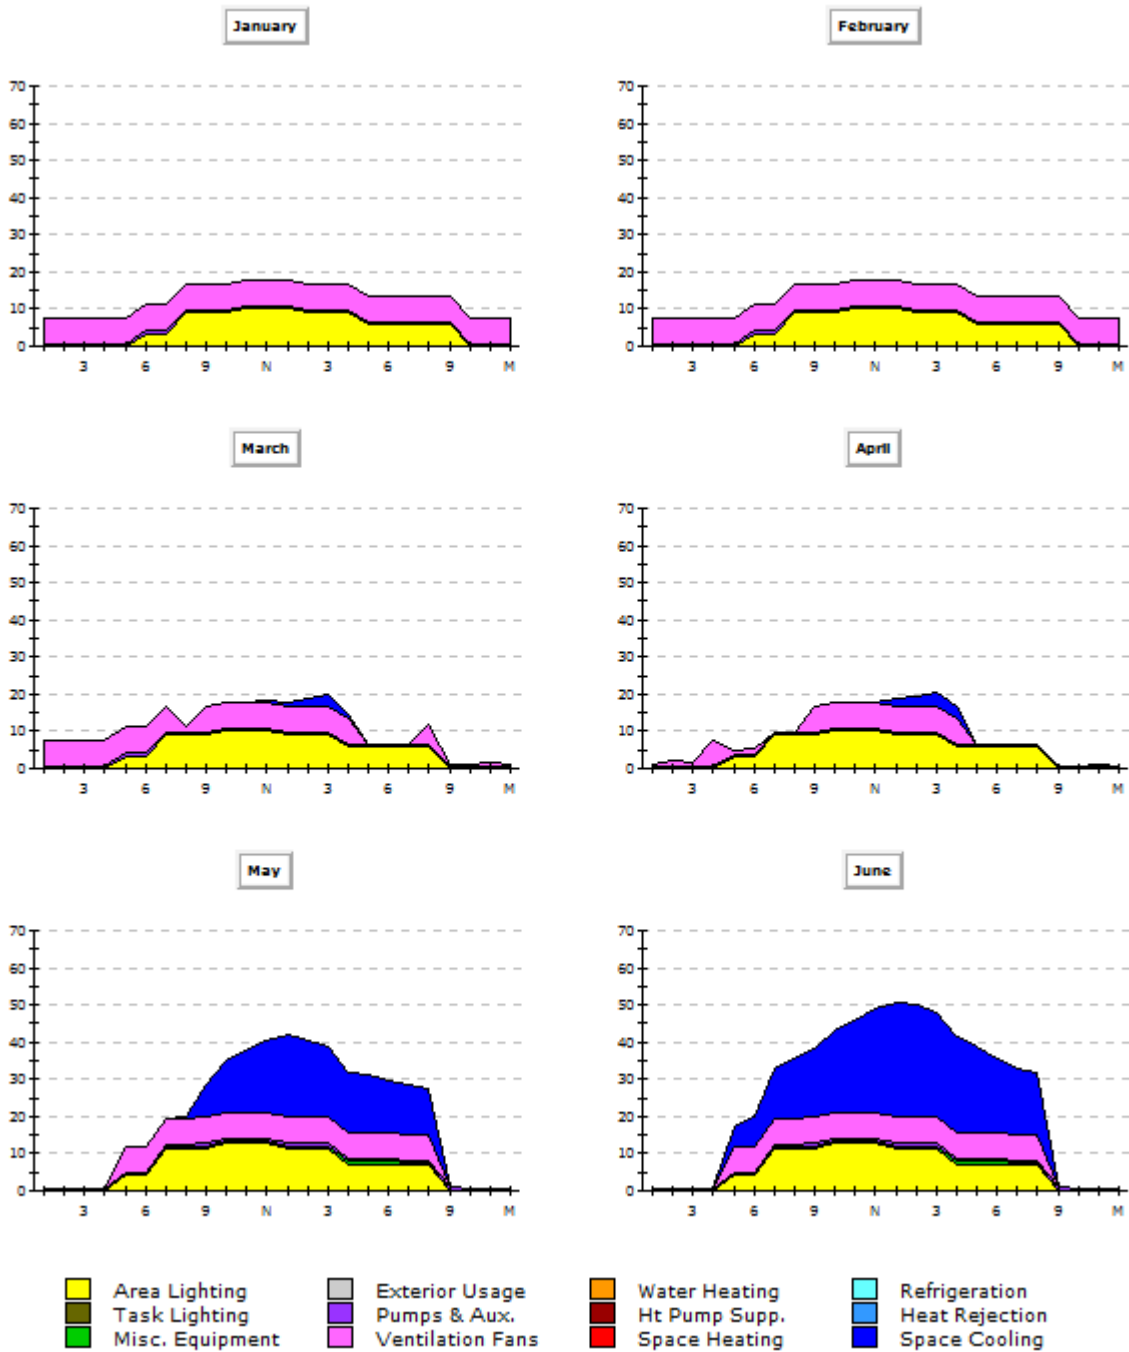 January
February
70
60
50
40
30
20
10
0
3 6 9 N 3 6 9 M
70
60
50
40
30
20
10
0
3 6 9 N 3 6 9 M
March
April
70
60
50
40
30
20
10
0
3 6 9 N 3 6 9 M
70
60
50
40
30
20
10
0
3 6 9 N 3 6 9 M
May
June
70
60
50
40
30
20
10
0
3 6 9 N 3 6 9 M
70
60
50
40
30
20
10
0
3 6 9 N 3 6 9 M
Area Lighting
Task Lighting
Misc. Equipment
Exterior Usage
Pumps & Aux.
Ventilation Fans
Water Heating
Ht Pump Supp.
Space Heating
Refrigeration
Heat Rejection
Space Cooling